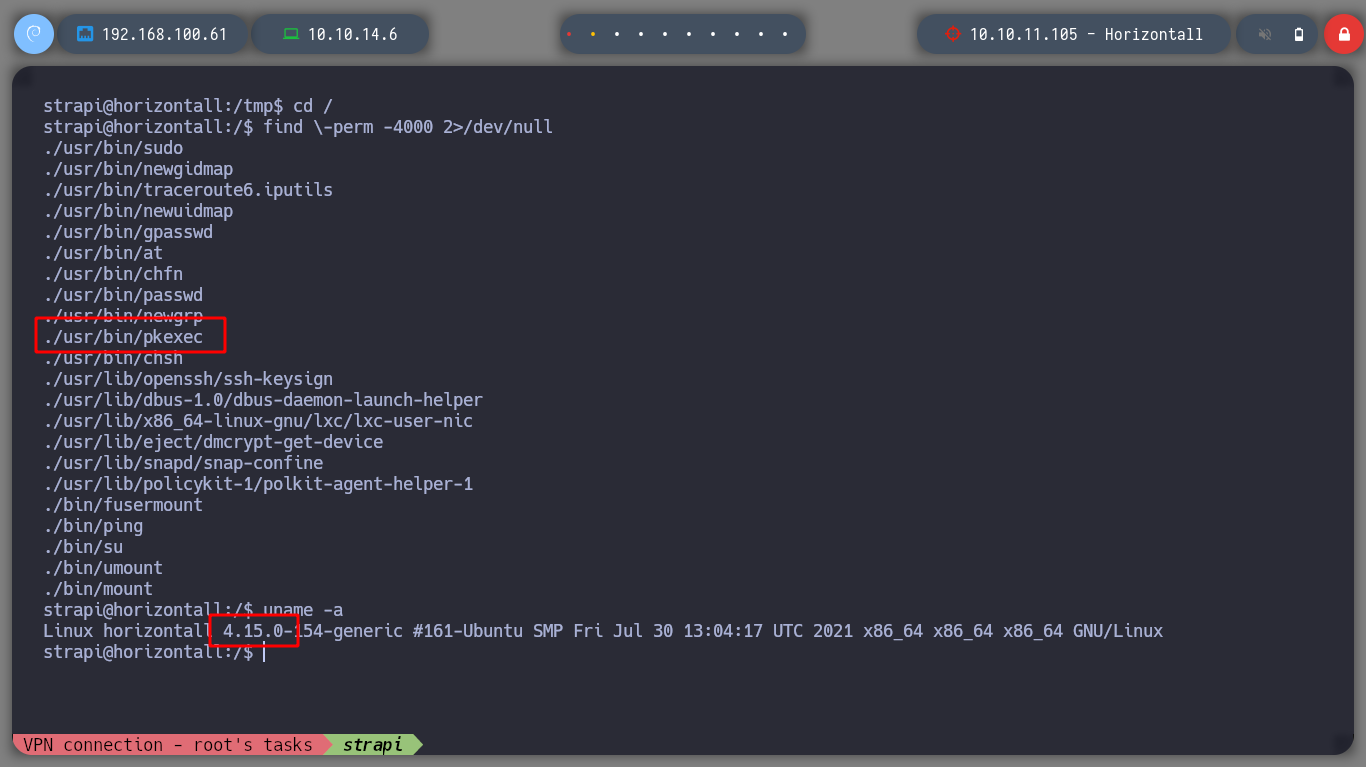 192.168.100.61 10.10.14.6 10.10.11.105 - Horizontall
strapi@horizontall:/tmp$ cd /
strapi@horizontall:/$ find \-perm -4000 2>/dev/null
./usr/bin/sudo
./usr/bin/newgidmap
./usr/bin/traceroute6.iputils
./usr/bin/newuidmap
./usr/bin/gpasswd
./usr/bin/at
./usr/bin/chfn
./usr/bin/passwd
./usr/bin/newgrp
./usr/bin/pkexec
./usr/bin/chsh
./usr/lib/openssh/ssh-keysign
./usr/lib/dbus-1.0/dbus-daemon-launch-helper
./usr/lib/x86_64-linux-gnu/lxc/lxc-user-nic
./usr/lib/eject/dmcrypt-get-device
./usr/lib/snapd/snap-confine
./usr/lib/policykit-1/polkit-agent-helper-1
./bin/fusermount
./bin/ping
./bin/su
./bin/umount
./bin/mount
strapi@horizontall:/$ uname -a
Linux horizontall 4.15.0-154-generic #161-Ubuntu SMP Fri Jul 30 13:04:17 UTC 2021 x86_64 x86_64 x86_64 GNU/Linux
strapi@horizontall:/$
VPN connection - root's tasks strapi